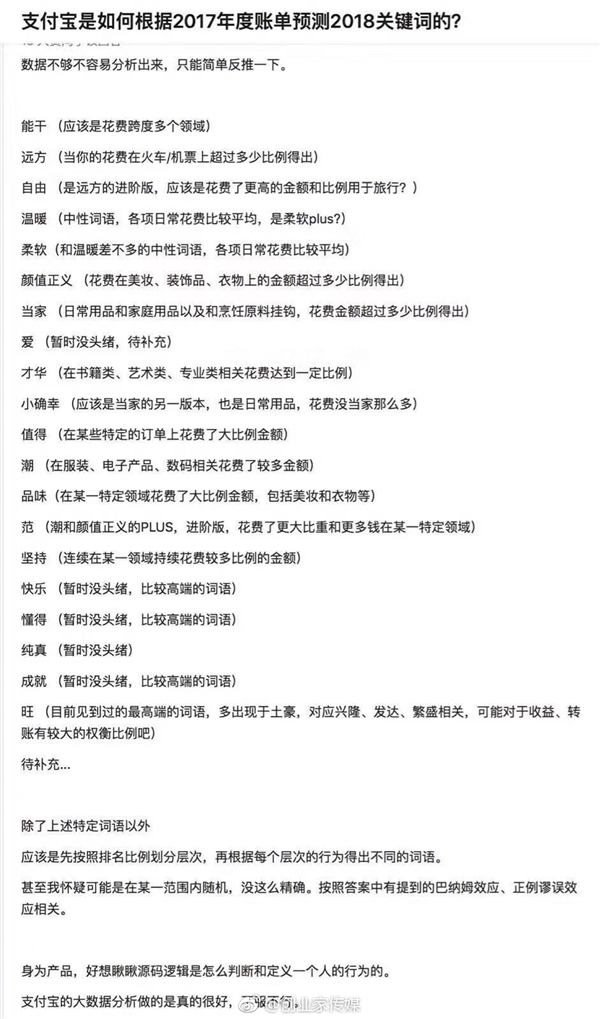 支付宝是如何根据2017年度账单预测2018关键词的?
数据不够不容易分析出来，只能简单反推一下。
能干 （应该是花费跨度多个领域）
远方 （当你的花费在火车/机票上超过多少比例得出）
自由 （是远方的进阶版，应该是花费了更高的金额和比例用于旅行？）
温暖 （中性词语，各项日常花费比较平均，是柔软plus?）
柔软（和温暖差不多的中性词语，各项日常花费比较平均）
颜值正义 （花费在美妆、装饰品、衣物上的金额超过多少比例得出）
当家 （日常用品和家庭用品以及和烹饪原料挂钩，花费金额超过多少比例得出）
爱 （暂时没头绪，待补充）
才华 （在书籍类、艺术类、专业类相关花费达到一定比例）
小确幸 （应该是当家的另一版本，也是日常用品，花费没当家那么多）
值得 （在某些特定的订单上花费了大比例金额）
潮 （在服装、电子产品、数码相关花费了较多金额）
品味（在某一特定领域花费了大比例金额，包括美妆和衣物等）
范 （潮和颜值正义的PLUS，进阶版，花费了更大比重和更多钱在某一特定领域）
坚持 （连续在某一领域持续花费较多比例的金额）
快乐 （暂时没头绪，比较高端的词语）
懂得 （暂时没头绪，比较高端的词语）
纯真 （暂时没头绪）
成就 （暂时没头绪，比较高端的词语）
旺 （目前见到过的最高端的词语，多出现于土豪，对应兴隆、发达、繁盛相关，可能对于收益、转
账有较大的权衡比例吧）
待补充...
除了上述特定词语以外
应该是先按照排名比例划分层次，再根据每个层次的行为得出不同的词语。
甚至我怀疑可能是在某一范围内随机，没这么精确。按照答案中有提到的巴纳姆效应、正例谬误效
应相关。
身为产品，好想瞅瞅源码逻辑是怎么判断和定义一个人的行为的。
支付宝的大数据分析做的是真的很好，不服不行。
@创业家传媒